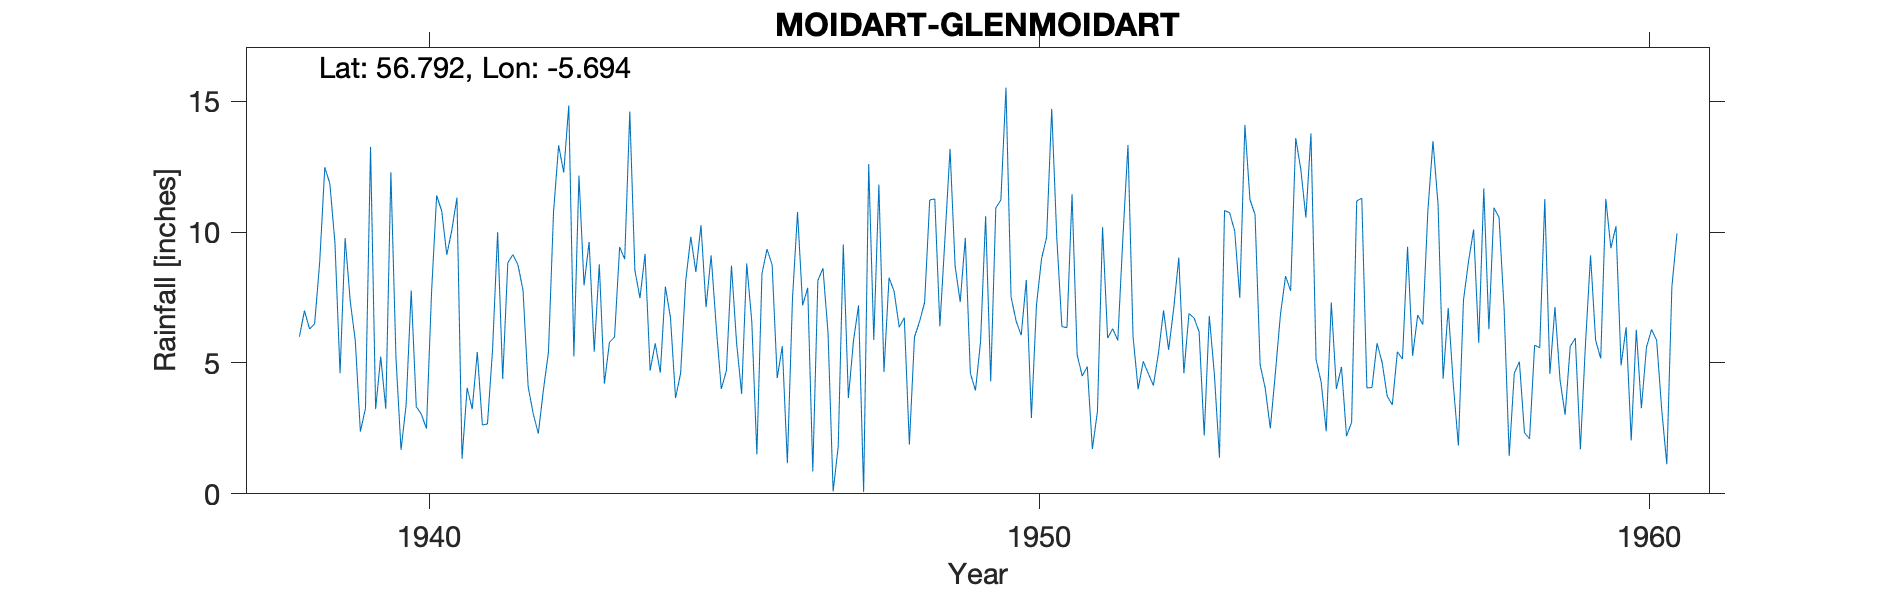 MOIDART-GLENMOIDART
Lat: 56.792, Lon: -5.694
15
10
5
0
Rainfall [inches]
1940 1950 1960
Year